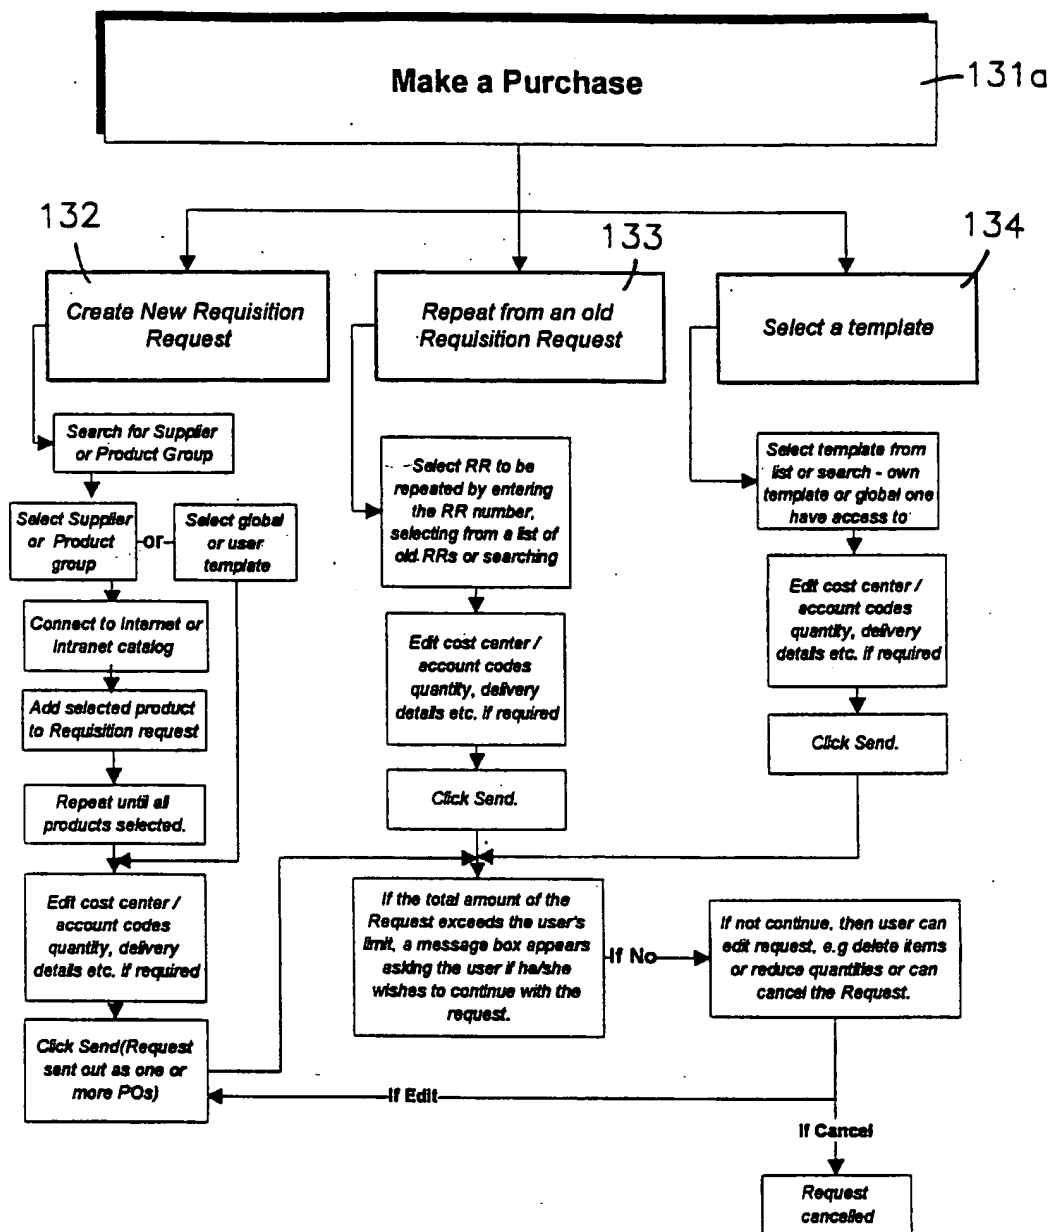 Make a Purchase
131a
132
133
134
Create New Requisition
Request
Repeat from an old
Requisition Request
Select a template
Search for Supplier
or Product Group
Select Supplier
or Product
group
or
Select global
or user
template
Connect to Internet or
Intranet catalog
Add selected product
to Requisition request
Repeat until all
products selected.
Edit cost center /
account codes
quantity, delivery
details etc. if required
Click Send(Request
sent out as one or
more POs)
Select RR to be
repeated by entering
the RR number,
selecting from a list of
old RRs or searching
Edit cost center /
account codes
quantity, delivery
details etc. if required
Click Send.
If the total amount of the
Request exceeds the user's
limit, a message box appears
asking the user if he/she
wishes to continue with the
request.
Select template from
list or search - own
template or global one
have access to
Edit cost center /
account codes
quantity, delivery
details etc. if required
Click Send.
If No
If not continue, then user can
edit request, e.g delete items
or reduce quantities or can
cancel the Request.
If Edit
If Cancel
Request
cancelled